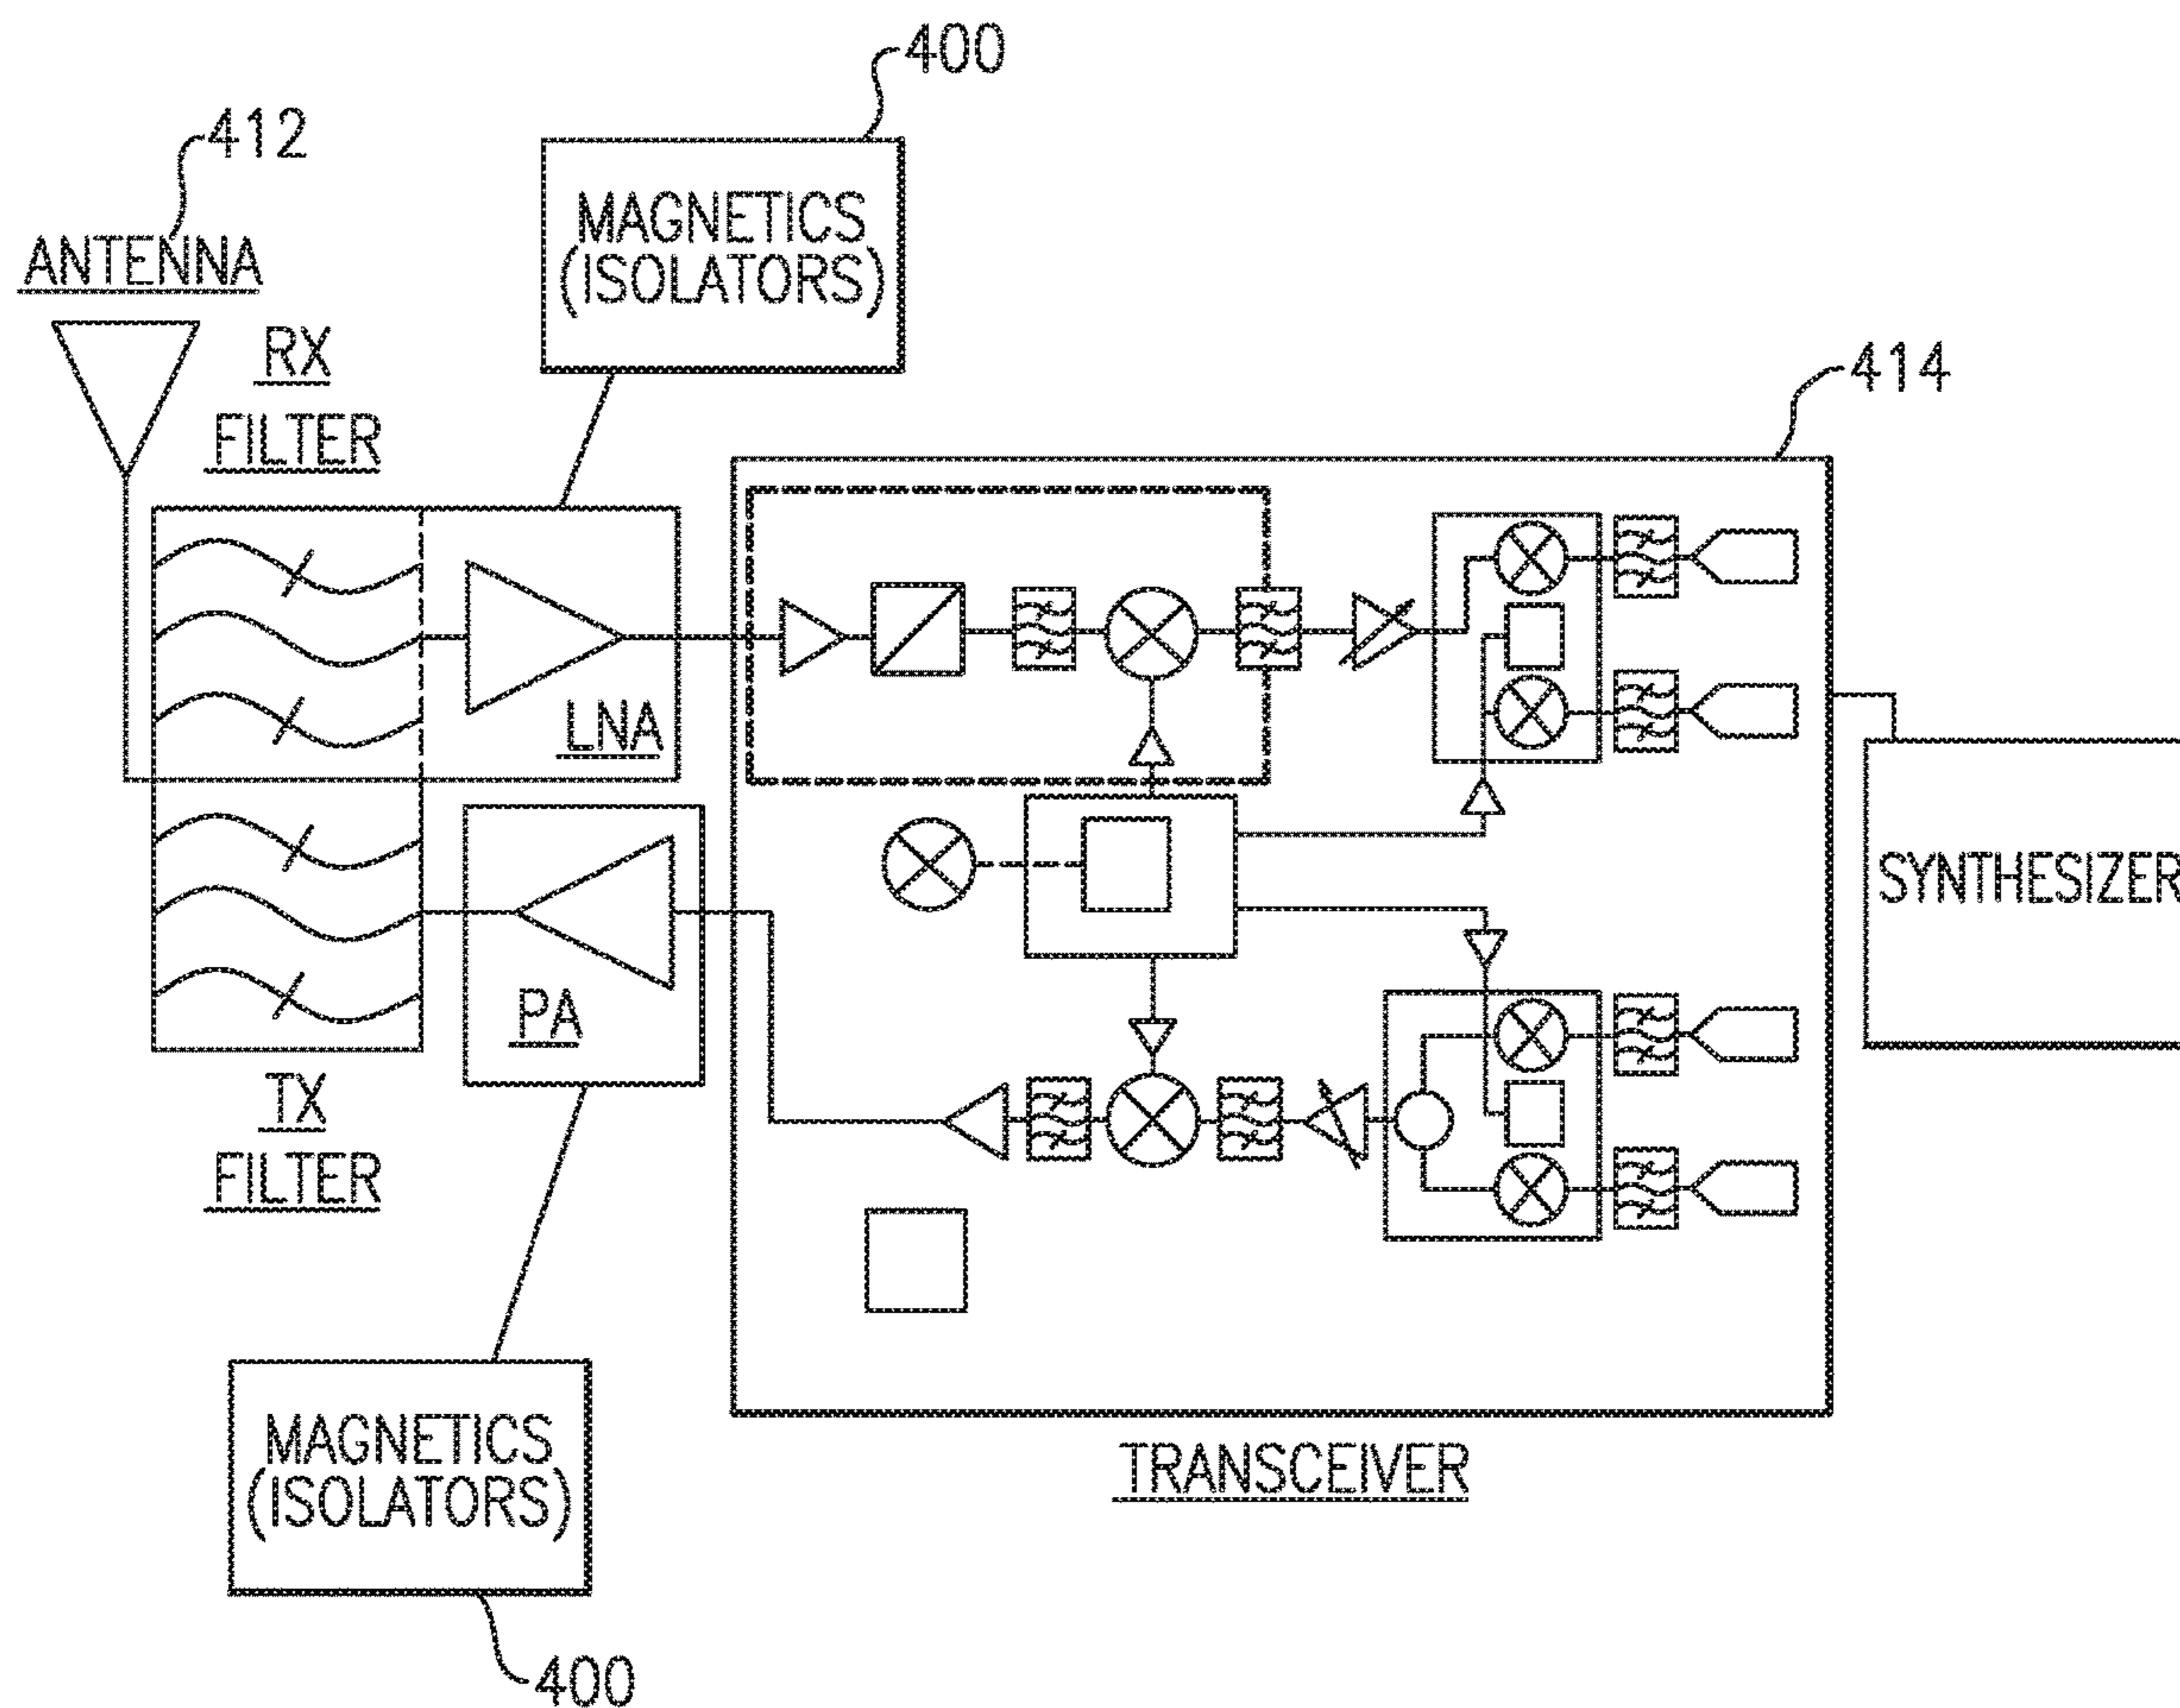 400
412
MAGNETICS
(ISOLATORS)
ANTENNA
RX
FILTER
414
LNA
SYNTHESIZER
PA
TX
FILTER
MAGNETICS
(ISOLATORS)
TRANSCEIVER
400